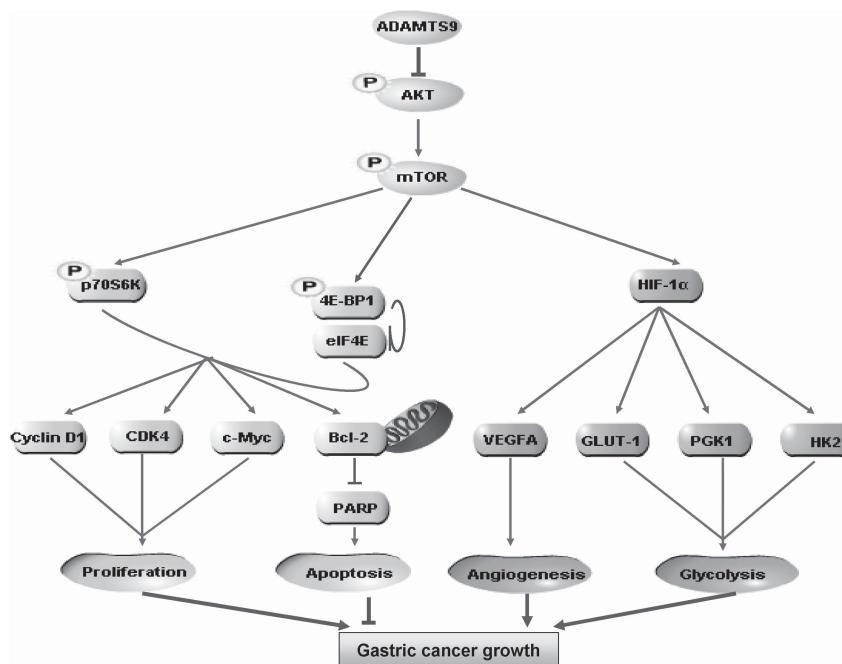 ADAMTS9
P
AKT
P
mTOR
P
p70S6K
P
4E-BP1
eIF4E
HIF-1α
Cyclin D1
CDK4
c-Myc
Bcl-2
VEGFA
GLUT-1
PGK1
HK2
PARP
Proliferation
Apoptosis
Angiogenesis
Glycolysis
Gastric cancer growth